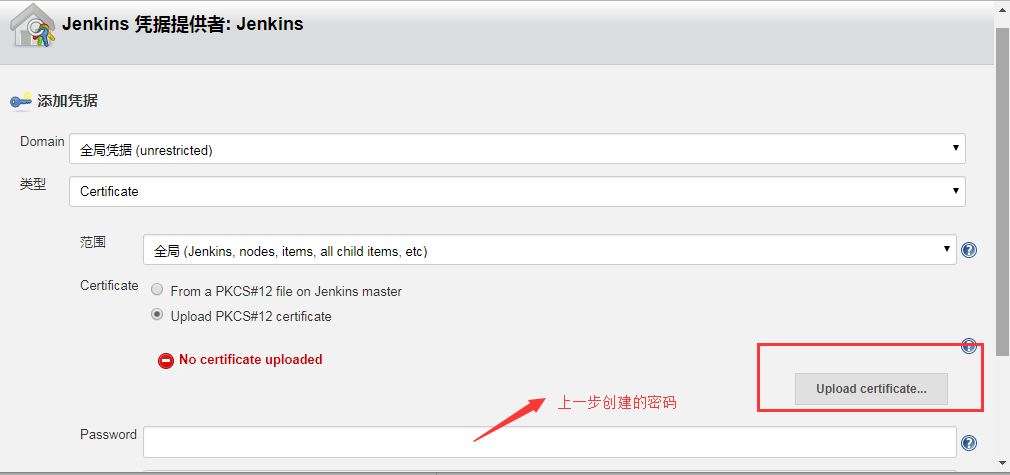 Jenkins 凭据提供者: Jenkins
添加凭据
Domain
全局凭据 (unrestricted)
类型
Certificate
范围
全局 (Jenkins, nodes, items, all child items, etc)
Certificate
From a PKCS#12 file on Jenkins master
Upload PKCS#12 certificate
No certificate uploaded
Upload certificate...
上一步创建的密码
Password